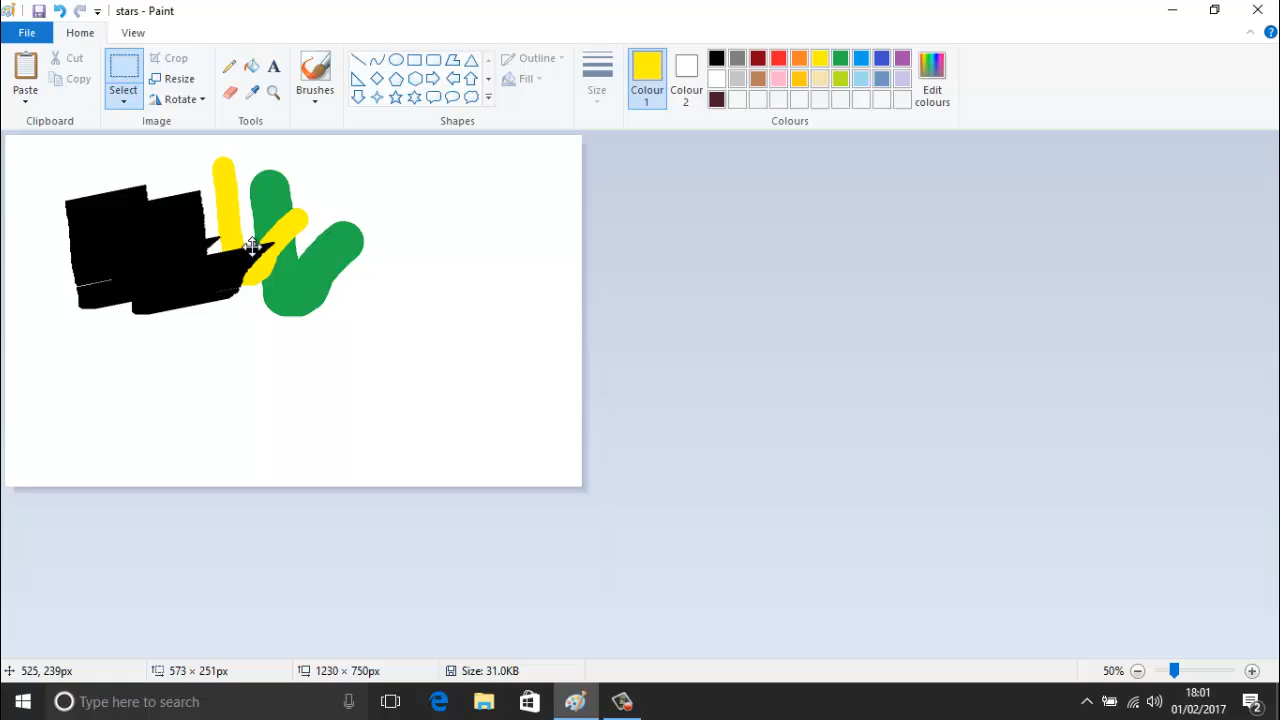 stars - Paint
File Home View
Paste Cut Copy Clipboard
Select Crop Resize Rotate Image
A Tools
Brushes
Outline Fill Shapes
Size
Colour 1 Colour 2 Edit colours Colours
525, 239px 573 × 251px 1230 × 750px Size: 31.0KB 50%
Type here to search 18:01
01/02/2017 2